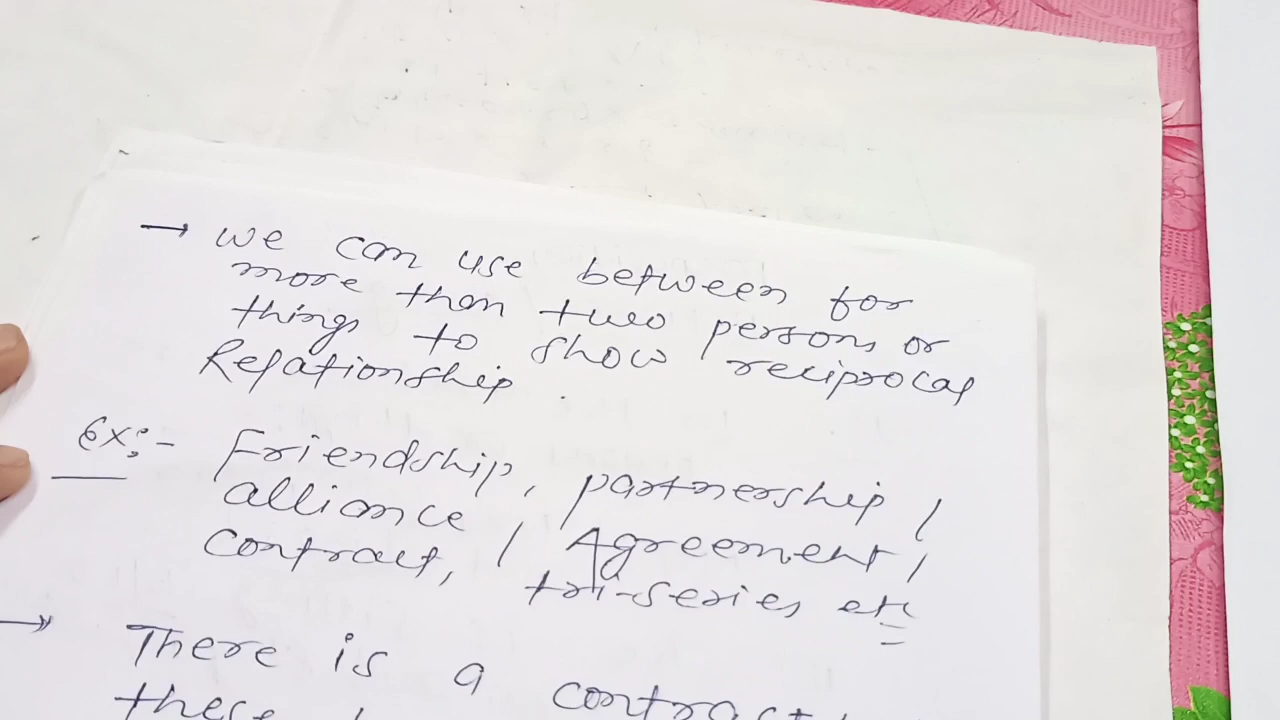 → we can use between for
more than two persons or
things to show reciprocal
Relationship.
Ex:- Friendship, partnership,
alliance, Agreement,
contract, tri-series etc
→ There is a contract
these